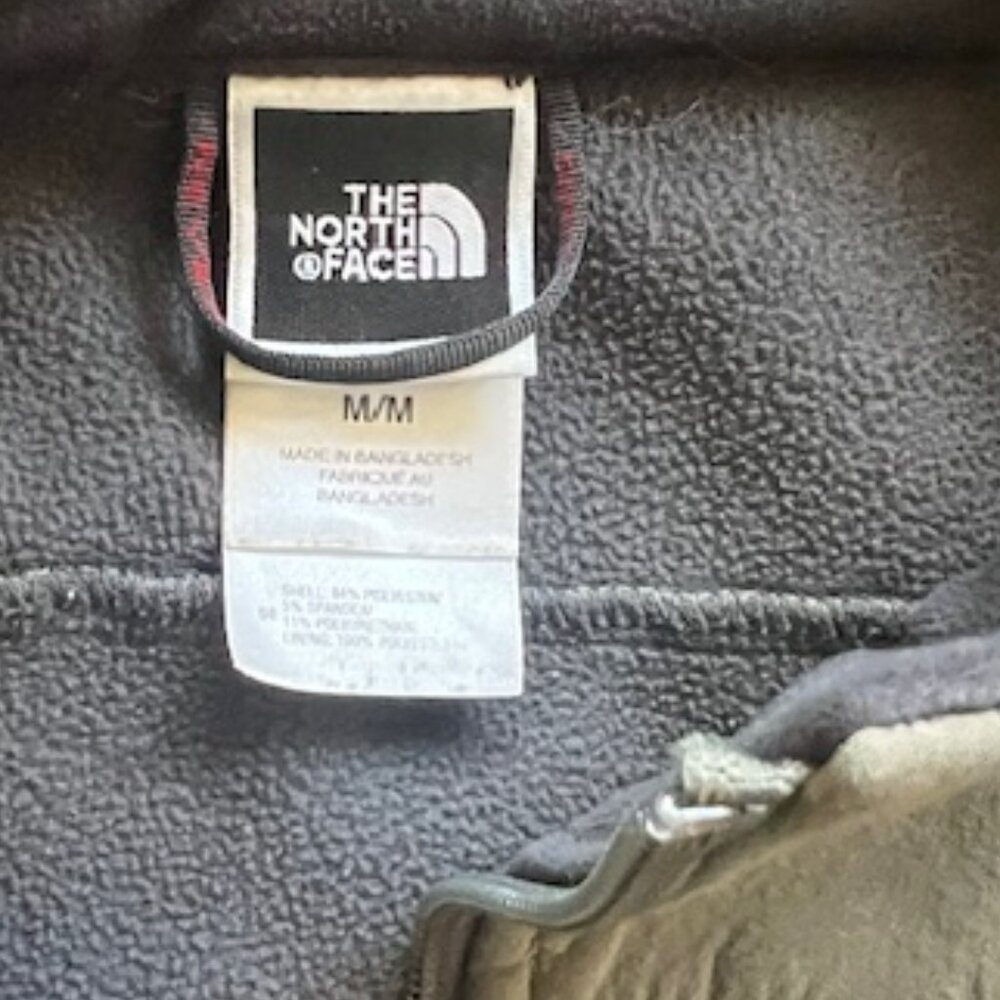 THE
NORTH
FACE
M/M
MADE IN BANGLADESH
FABRIQUÉ AU
BANGLADESH
SHELL: 84% POLYESTER
5% SPANDEX
11% POLYURETHANE
LINING: 100% POLYESTER